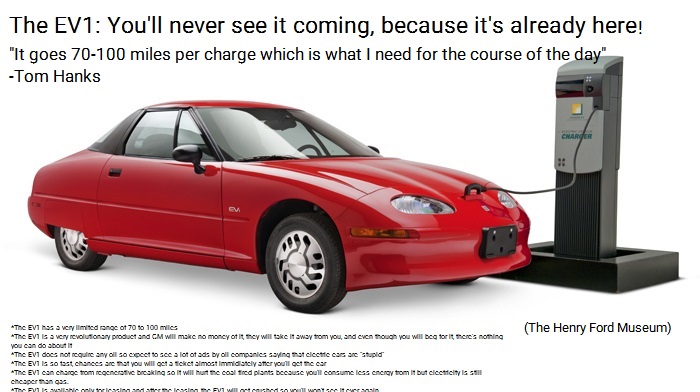 The EV1: You'll never see it coming, because it's already here!
"It goes 70-100 miles per charge which is what I need for the course of the day"
-Tom Hanks
CHARGER
EV1
(The Henry Ford Museum)
*The EV1 has a very limited range of 70 to 100 miles
*The EV1 is a very revolutionary product and GM will make no money of it, they will take it away from you, and even though you will beg for it, there's nothing
you can do about it
*The EV1 does not require any oil so expect to see a lot of ads by oil companies saying that electric cars are "stupid"
*The EV1 is so fast, chances are that you will get a ticket almost immediately after you'll get the car
*The EV1 can charge from regenerative breaking so it will hurt the coal fired plants because you'll consume less energy from it but electricity is still
cheaper than gas.
*The EV1 is available only for leasing and after the leasing the EV1 will get crushed so you'll won't see it ever again